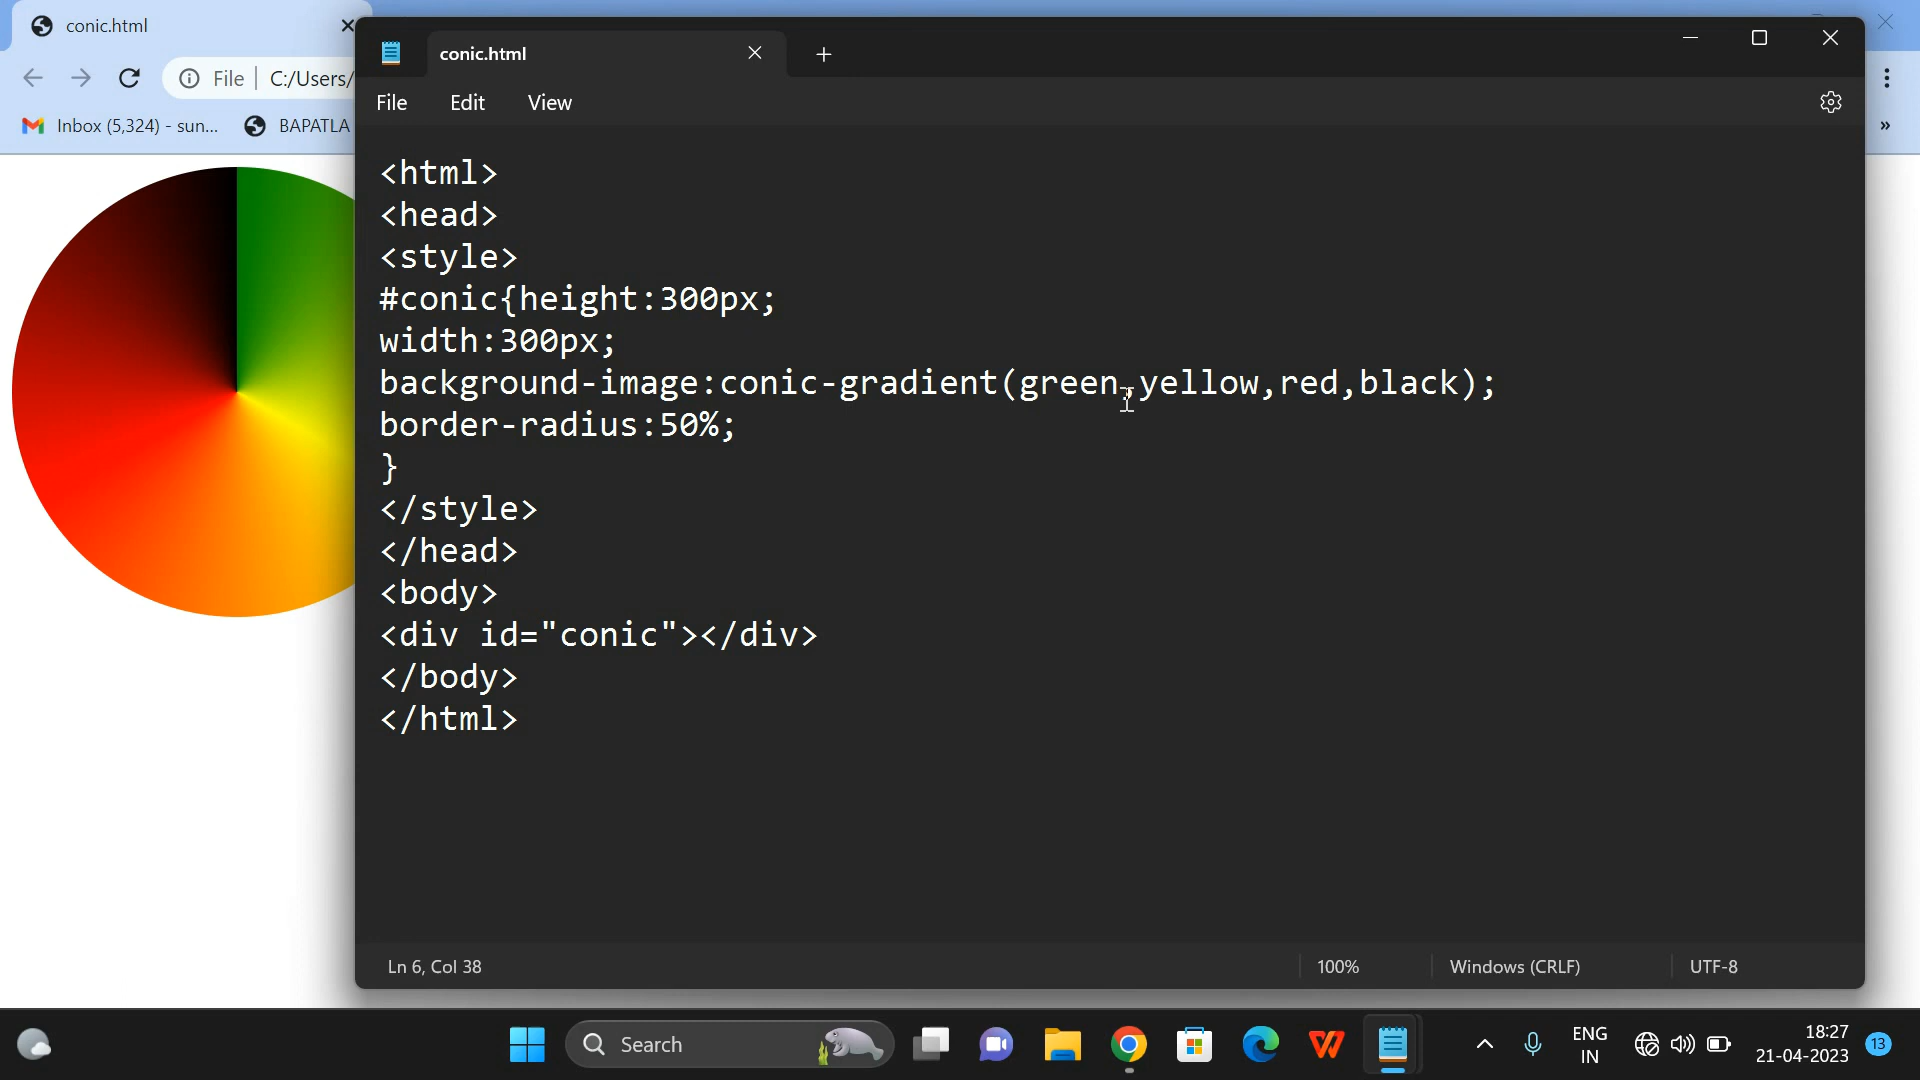 conic.html
File C:/Users/
Inbox (5,324) - sun... BAPATLA
conic.html
File Edit View
<html>
<head>
<style>
#conic{height:300px;
width:300px;
background-image:conic-gradient(green,yellow,red,black);
border-radius:50%;
}
</style>
</head>
<body>
<div id="conic"></div>
</body>
</html>
Ln 6, Col 38 100% Windows (CRLF) UTF-8
Search
ENG
IN
18:27
21-04-2023
13